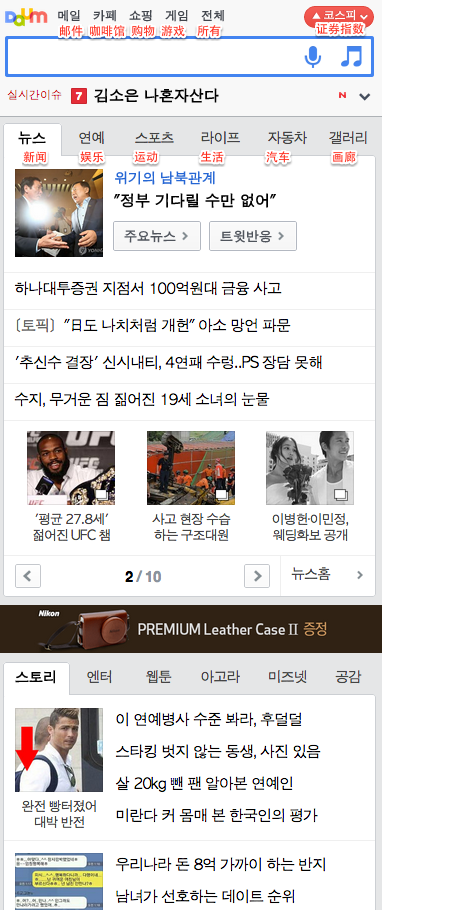 Daum 메일 카페 쇼핑 게임 전체 ▲ 코스피
邮件 咖啡馆 购物 游戏 所有 证券指数
실시간이슈 7 김소은 나혼자산다 N
뉴스 연예 스포츠 라이프 자동차 갤러리
新闻 娱乐 运动 生活 汽车 画廊
위기의 남북관계
"정부 기다릴 수만 없어"
주요뉴스 > 트윗반응 >
하나대투증권 지점서 100억원대 금융 사고
[토픽] "日도 나치처럼 개헌" 아소 망언 파문
'추신수 결장' 신시내티, 4연패 수렁..PS 장담 못해
수지, 무거운 짐 짊어진 19세 소녀의 눈물
UFC
'평균 27.8세'
젊어진 UFC 챔
사고 현장 수습
하는 구조대원
이병헌·이민정,
웨딩화보 공개
< 2 / 10 > 뉴스홈 >
Nikon
PREMIUM Leather Case II 증정
스토리 엔터 웹툰 아고라 미즈넷 공감
완전 빵터졌어
대박 반전
이 연예병사 수준 봐라, 후덜덜
스타킹 벗지 않는 동생, 사진 있음
살 20kg 뺀 팬 알아본 연예인
미란다 커 몸매 본 한국인의 평가
우리나라 돈 8억 가까이 하는 반지
남녀가 선호하는 데이트 순위